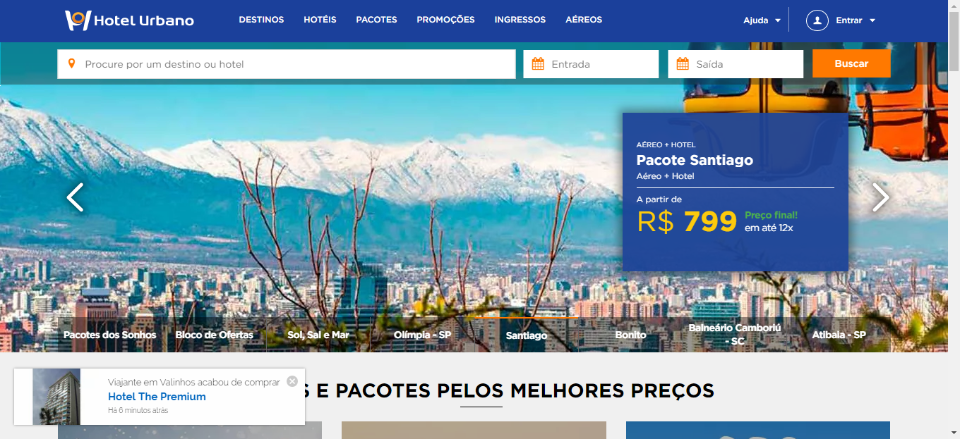 Hotel Urbano
DESTINOS HOTÉIS PACOTES PROMOÇÕES INGRESSOS AÉREOS
Ajuda
Entrar
Procure por um destino ou hotel
Entrada
Saída
Buscar
AÉREO + HOTEL
Pacote Santiago
Aéreo + Hotel
A partir de
R$ 799
Preço final!
em até 12x
Pacotes dos Sonhos
Bloco de Ofertas
Sol, Sal e Mar
Olímpia - SP
Santiago
Bonito
Balneário Camboriú
- SC
Atibaia - SP
Viajante em Valinhos acabou de comprar
Hotel The Premium
Há 6 minutos atrás
S E PACOTES PELOS MELHORES PREÇOS